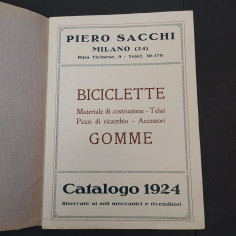 PIERO SACCHI
MILANO (24)
Ripa Ticinese, 9 - Telef. 30-170
BICICLETTE
Materiale di costruzione - Telai
Pezzi di ricambio - Accessori
GOMME
Catalogo 1924
Riservato ai soli meccanici e rivenditori